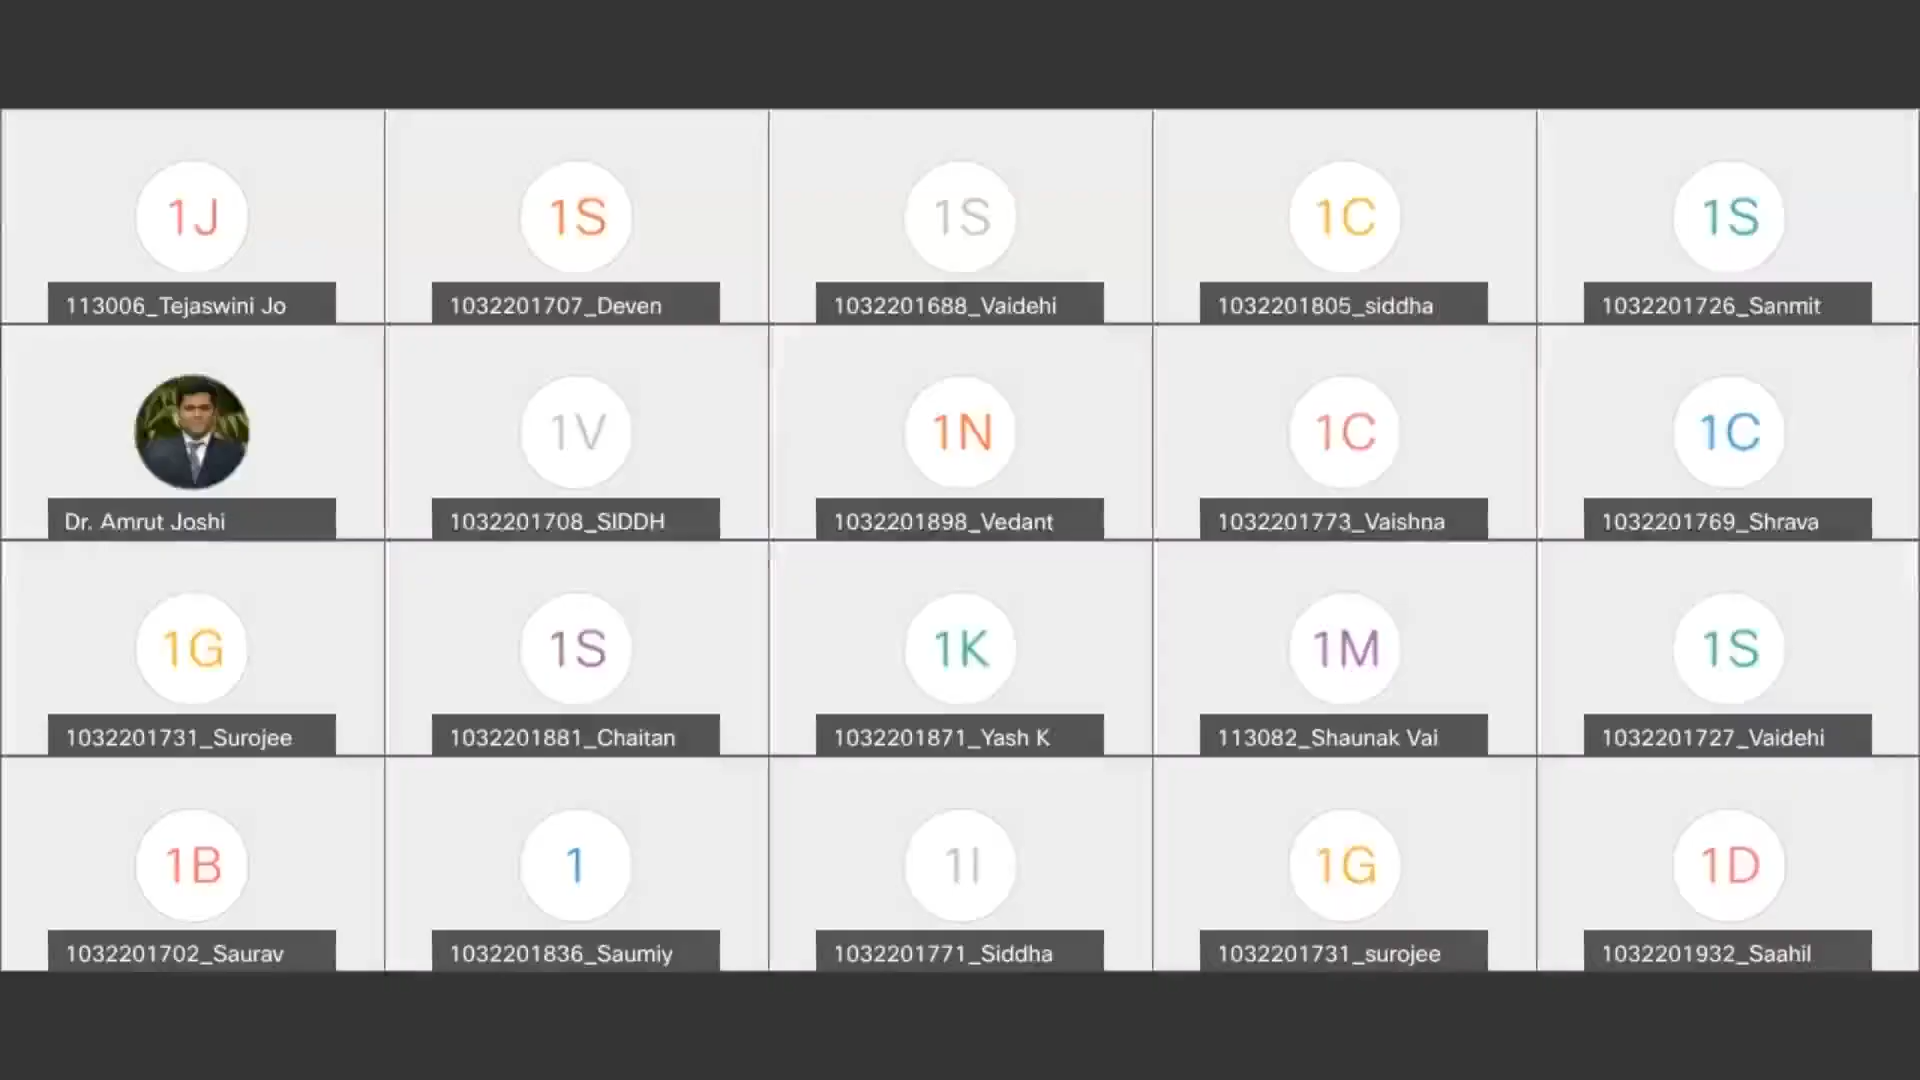 1J
113006_Tejaswini Jo
1S
1032201707_Deven
1S
1032201688_Vaidehi
1C
1032201805_siddha
1S
1032201726_Sanmit
Dr. Amrut Joshi
1V
1032201708_SIDDH
1N
1032201898_Vedant
1C
1032201773_Vaishna
1C
1032201769_Shrava
1G
1032201731_Surojee
1S
1032201881_Chaitan
1K
1032201871_Yash K
1M
113082_Shaunak Vai
1S
1032201727_Vaidehi
1B
1032201702_Saurav
1
1032201836_Saumiy
1I
1032201771_Siddha
1G
1032201731_surojee
1D
1032201932_Saahil